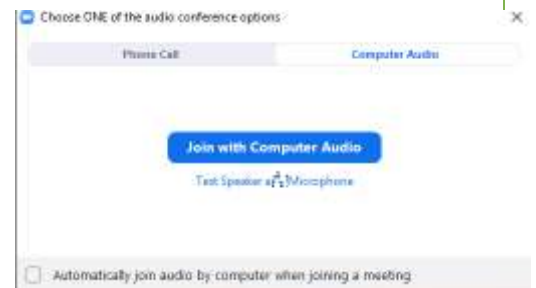 Choose ONE of the audio conference options
Phone Call
Computer Audio
Join with Computer Audio
Test Speaker and Microphone
Automatically join audio by computer when joining a meeting